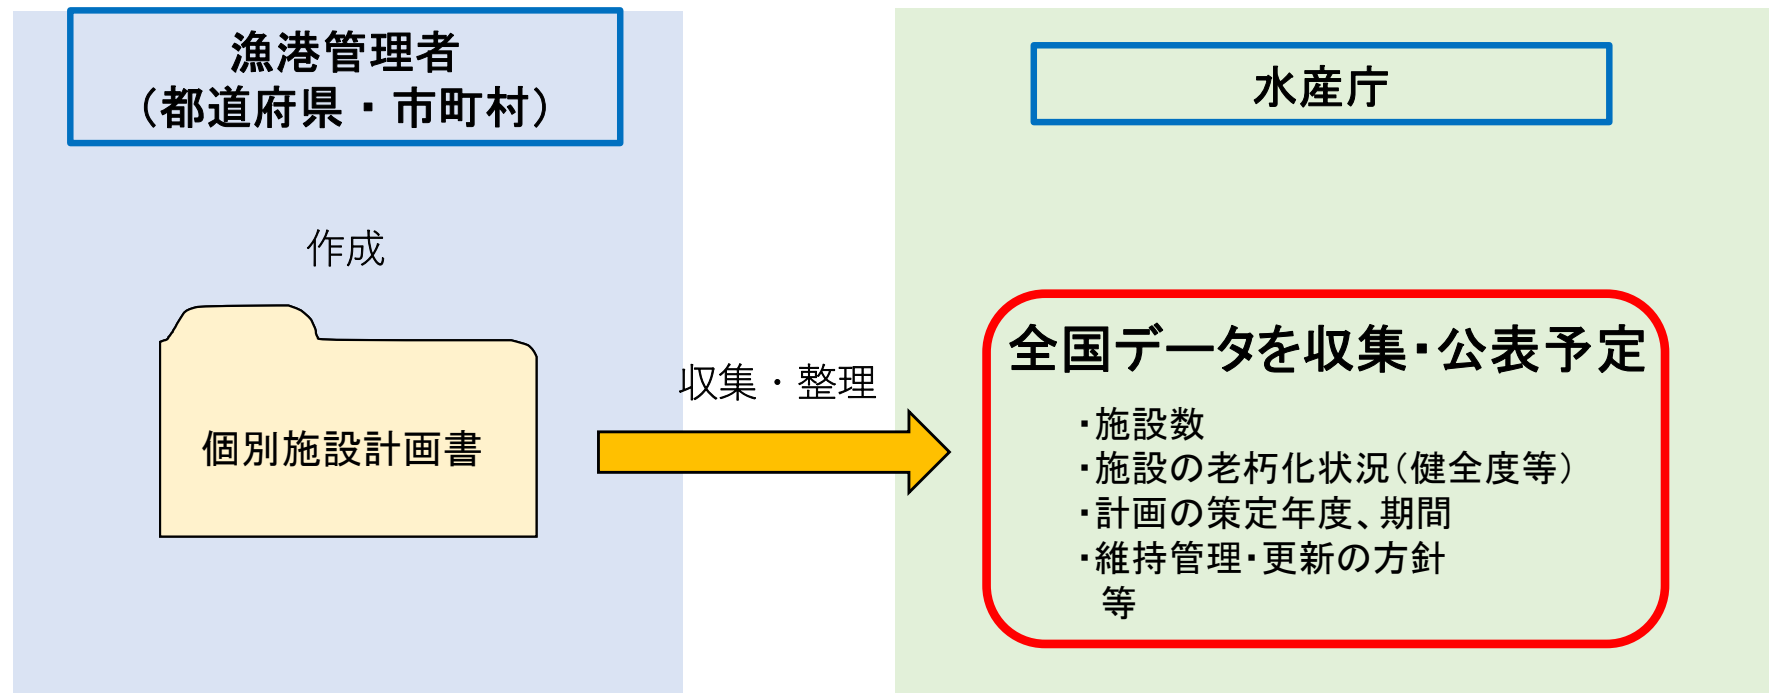 漁港管理者
（都道府県・市町村）
作成
個別施設計画書
収集・整理
水産庁
全国データを収集・公表予定
・施設数
・施設の老朽化状況（健全度等）
・計画の策定年度、期間
・維持管理・更新の方針
等